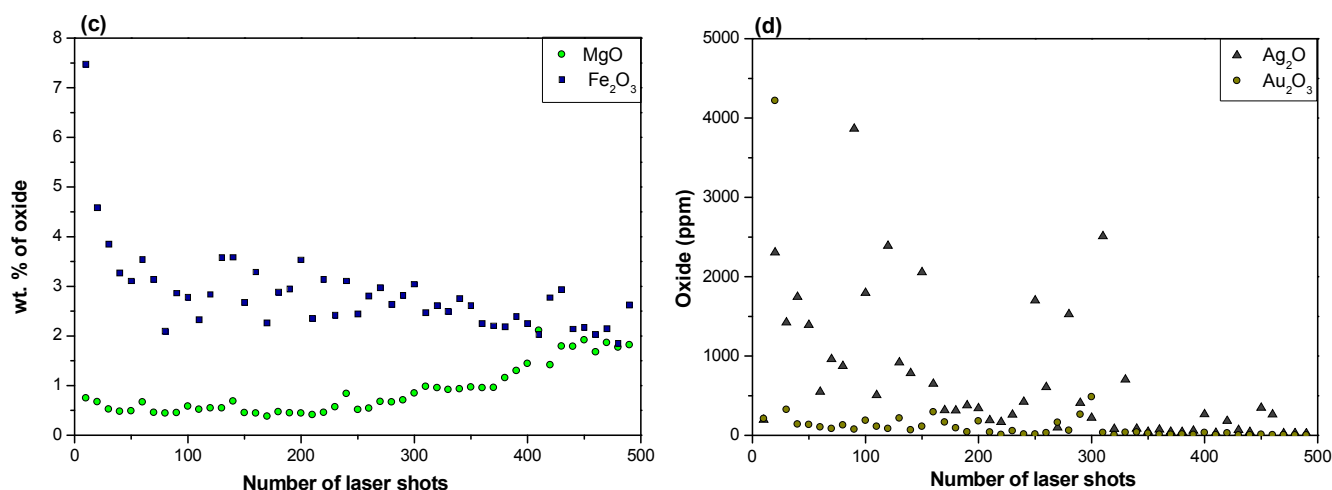 (c)
8
7
6
5
4
3
2
1
0
0 100 200 300 400 500
wt. % of oxide
Number of laser shots
MgO
Fe₂O₃
(d)
5000
4000
3000
2000
1000
0
0 100 200 300 400 500
Oxide (ppm)
Number of laser shots
Ag₂O
Au₂O₃